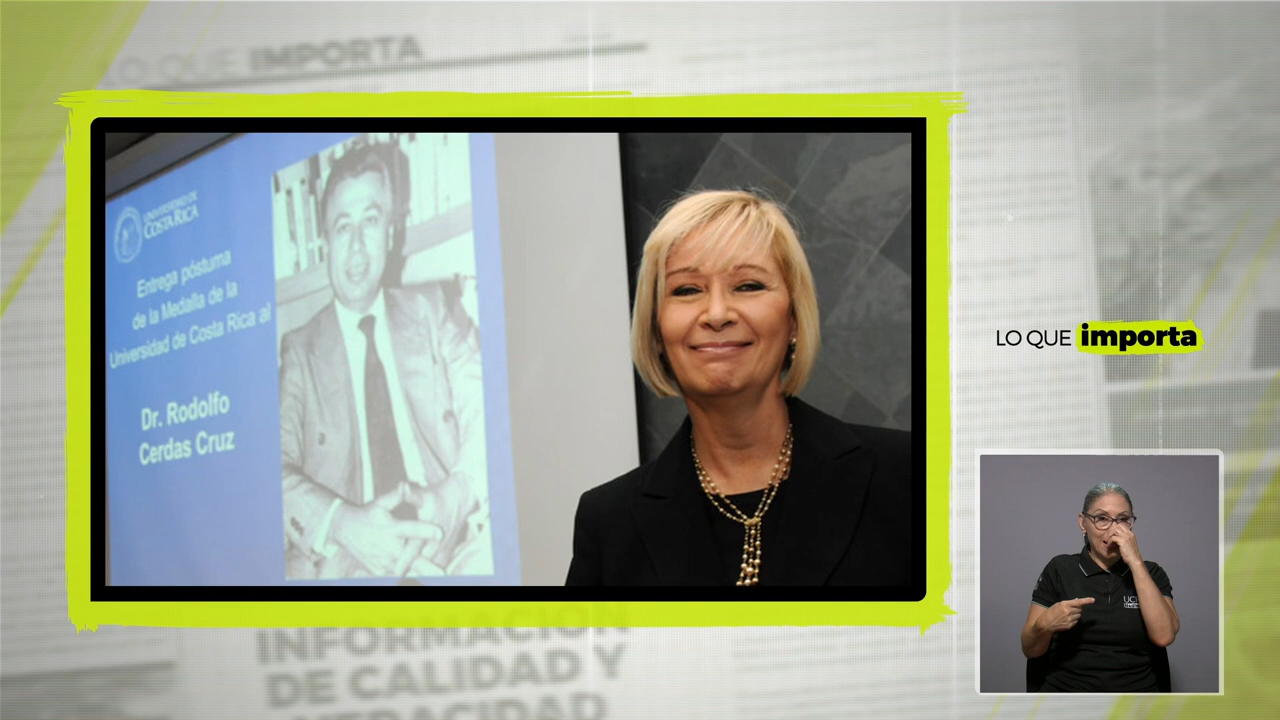 LO QUE IMPORTA
UNIVERSIDAD DE
COSTA RICA
Entrega póstuma
de la Medalla de la
Universidad de Costa Rica al
Dr. Rodolfo
Cerdas Cruz
LO QUE importa
INFORMACIÓN
DE CALIDAD Y
VERACIDAD